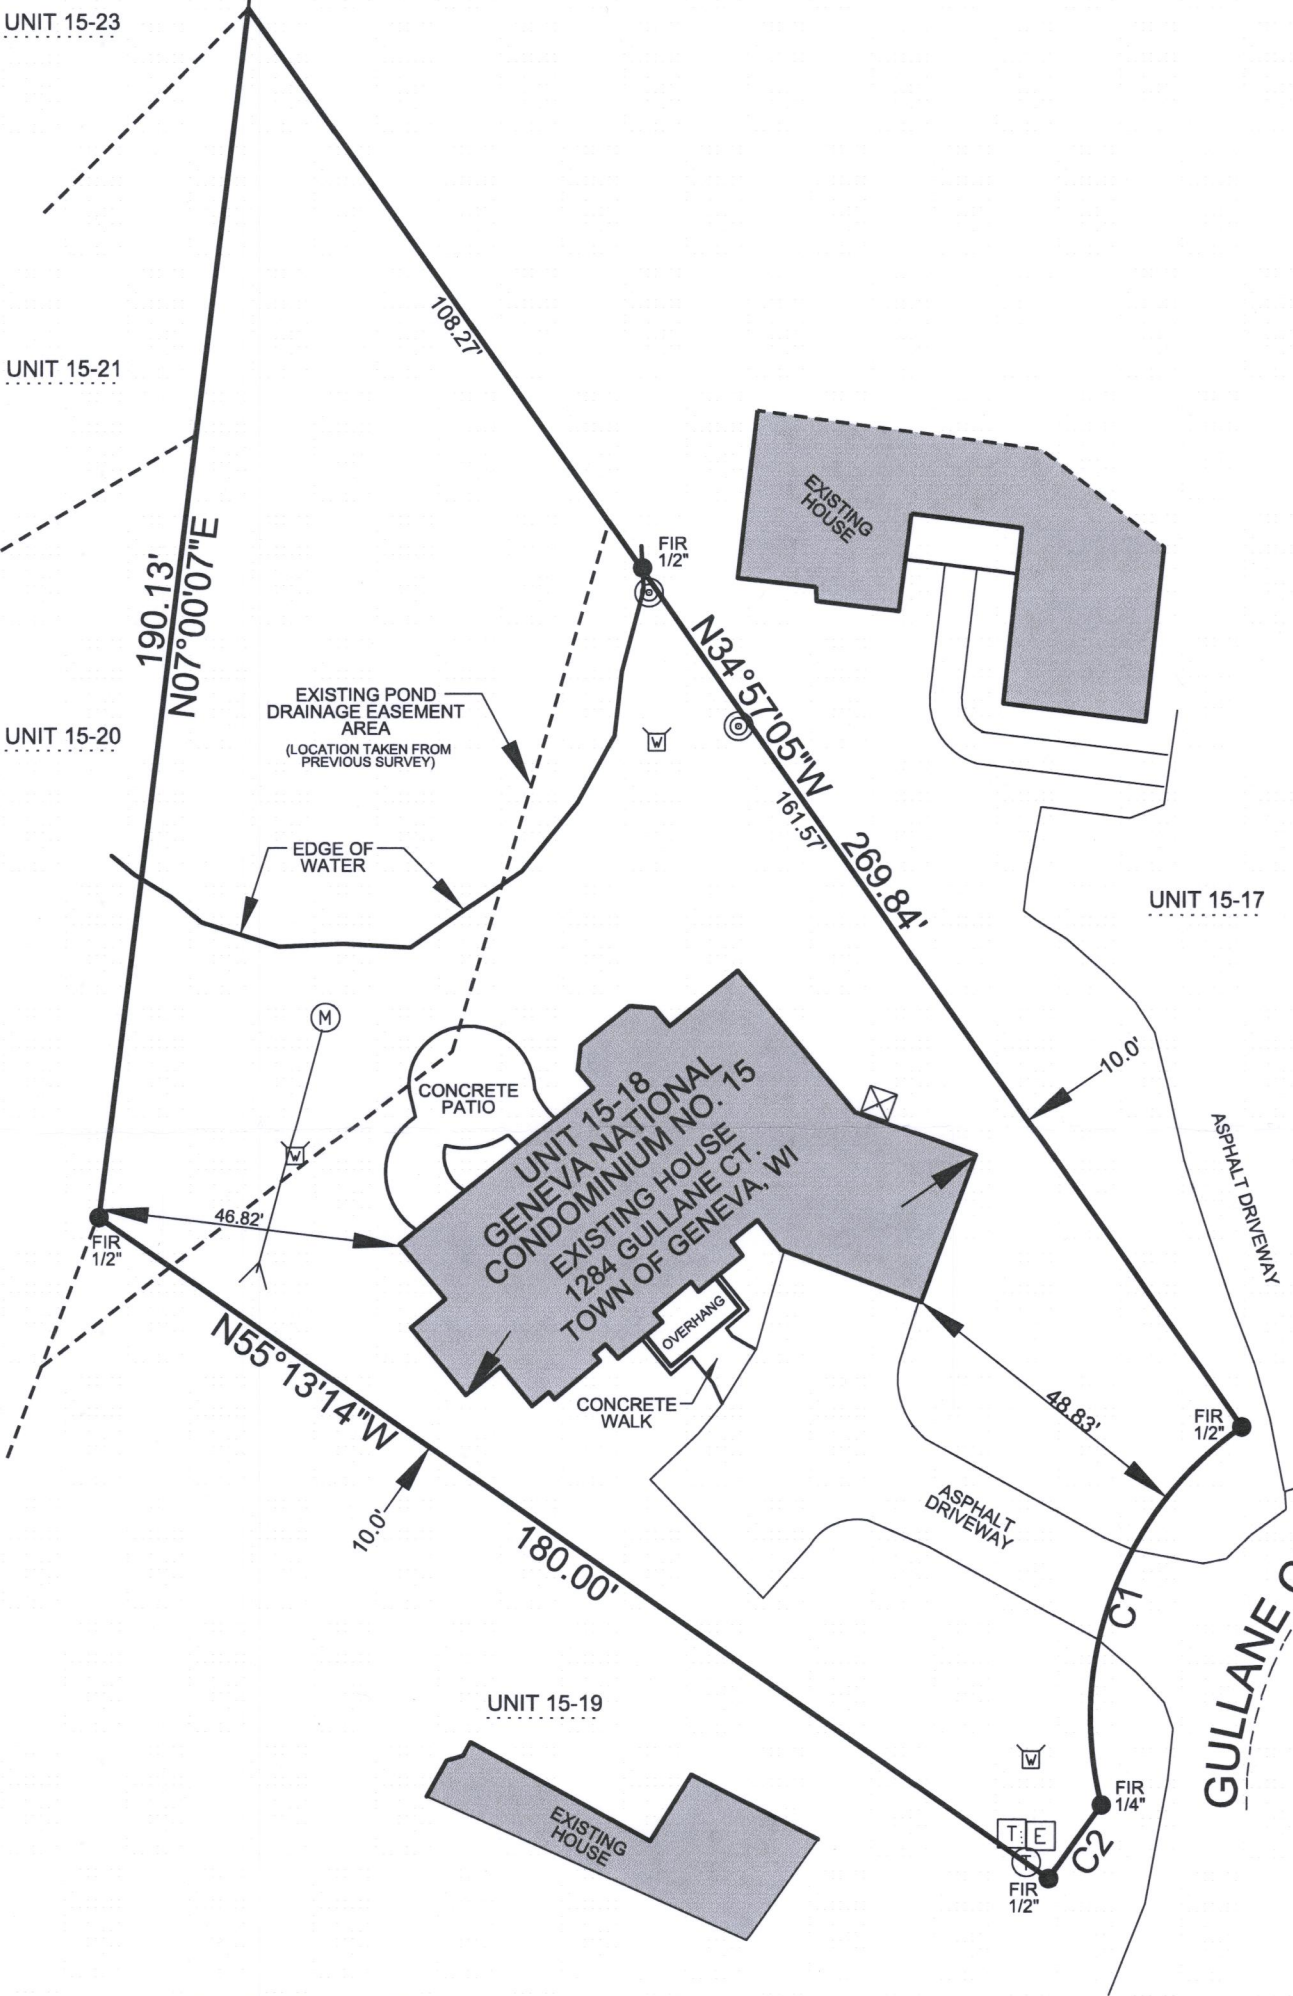 UNIT 15-23
108.27'
UNIT 15-21
EXISTING
HOUSE
190.13'
N07°00'07"E
FIR
1/2"
N34°57'05"W
161.57'
269.84'
EXISTING POND
DRAINAGE EASEMENT
AREA
(LOCATION TAKEN FROM
PREVIOUS SURVEY)
UNIT 15-20
W
EDGE OF
WATER
UNIT 15-17
M
10.0'
CONCRETE
PATIO
UNIT 15-18
GENEVA NATIONAL
CONDOMINIUM NO. 15
EXISTING HOUSE
1284 GULLANE CT.
TOWN OF GENEVA, WI
ASPHALT DRIVEWAY
W
46.82'
FIR
1/2"
OVERHANG
N55°13'14"W
CONCRETE
WALK
48.83'
FIR
1/2"
10.0'
180.00'
ASPHALT
DRIVEWAY
C1
GULLANE
UNIT 15-19
W
FIR
1/4"
EXISTING
HOUSE
T E
T
C2
FIR
1/2"